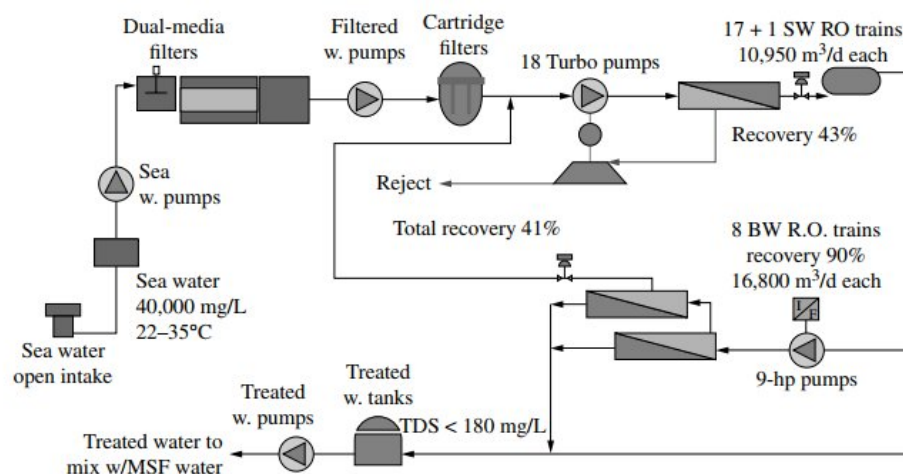 Dual-media
filters
Filtered
w. pumps
Cartridge
filters
18 Turbo pumps
17 + 1 SW RO trains
10,950 m³/d each
Recovery 43%
Sea
w. pumps
Reject
Total recovery 41%
8 BW R.O. trains
recovery 90%
16,800 m³/d each
Sea water
40,000 mg/L
22–35°C
I
F
Sea water
open intake
9-hp pumps
Treated
w. pumps
Treated
w. tanks
TDS < 180 mg/L
Treated water to
mix w/MSF water